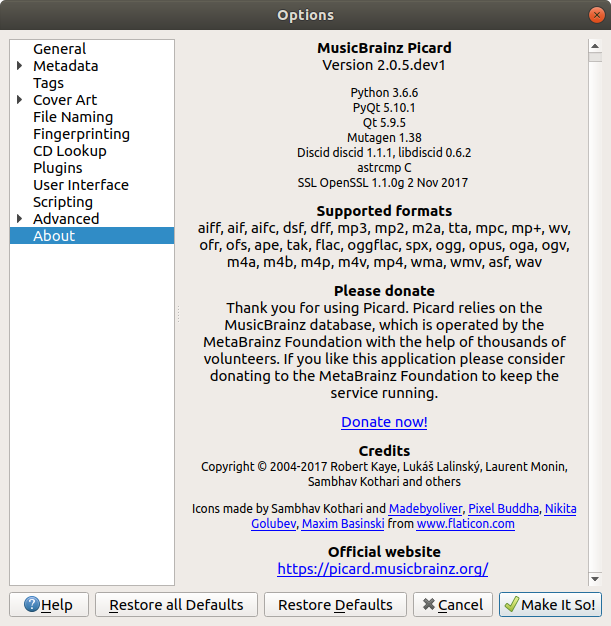 Options
General
Metadata
Tags
Cover Art
File Naming
Fingerprinting
CD Lookup
Plugins
User Interface
Scripting
Advanced
About
MusicBrainz Picard
Version 2.0.5.dev1
Python 3.6.6
PyQt 5.10.1
Qt 5.9.5
Mutagen 1.38
Discid discid 1.1.1, libdiscid 0.6.2
astrcmp C
SSL OpenSSL 1.1.0g 2 Nov 2017
Supported formats
aiff, aif, aifc, dsf, dff, mp3, mp2, m2a, tta, mpc, mp+, wv,
ofr, ofs, ape, tak, flac, oggflac, spx, ogg, opus, oga, ogv,
m4a, m4b, m4p, m4v, mp4, wma, wmv, asf, wav
Please donate
Thank you for using Picard. Picard relies on the
MusicBrainz database, which is operated by the
MetaBrainz Foundation with the help of thousands of
volunteers. If you like this application please consider
donating to the MetaBrainz Foundation to keep the
service running.
Donate now!
Credits
Copyright © 2004-2017 Robert Kaye, Lukáš Lalinský, Laurent Monin,
Sambhav Kothari and others
Icons made by Sambhav Kothari and Madebyoliver, Pixel Buddha, Nikita
Golubev, Maxim Basinski from www.flaticon.com
Official website
https://picard.musicbrainz.org/
Help
Restore all Defaults
Restore Defaults
Cancel
Make It So!